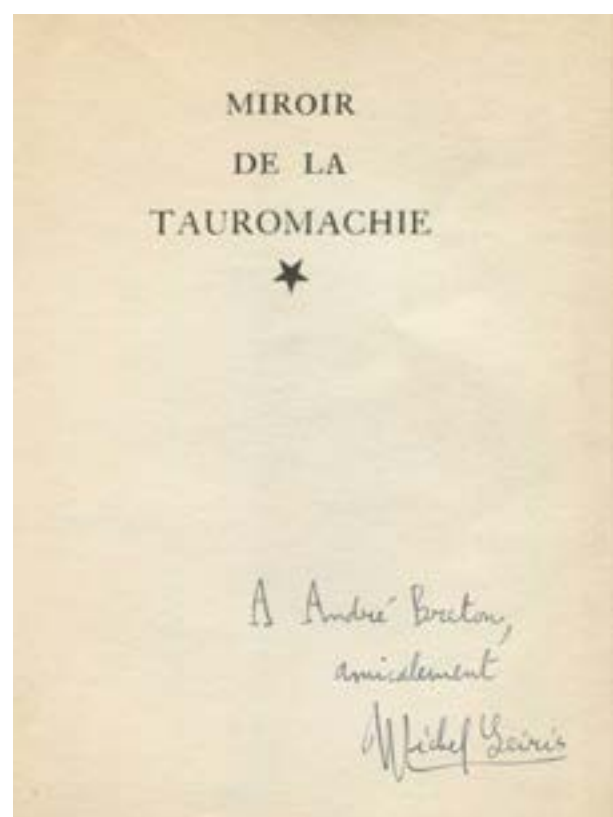 MIROIR
DE LA
TAUROMACHIE
A André Breton,
amicalement
Michel Leiris